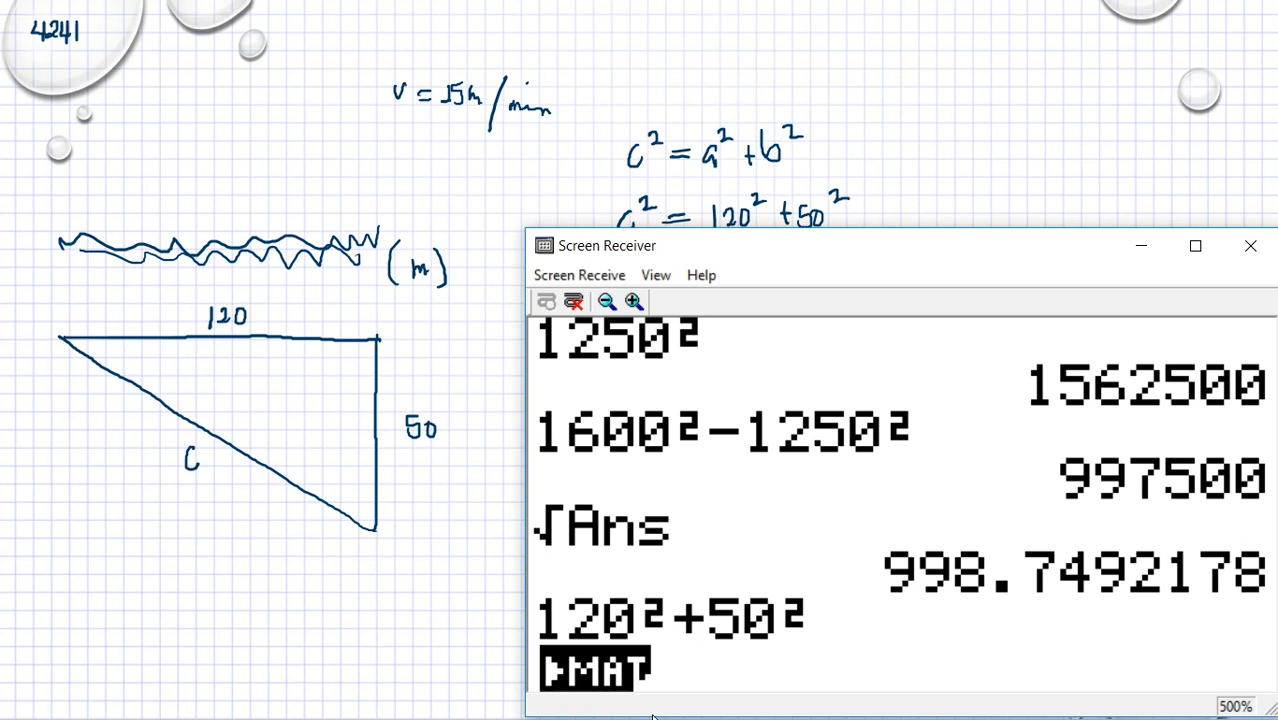 4241
v = 15m/min
c² = a² + b²
c² = 120² + 50²
(m)
120
50
C
Screen Receiver
Screen Receive View Help
1250²
1562500
1600²-1250²
997500
√Ans
998.7492178
120²+50²
▶MAT
500%